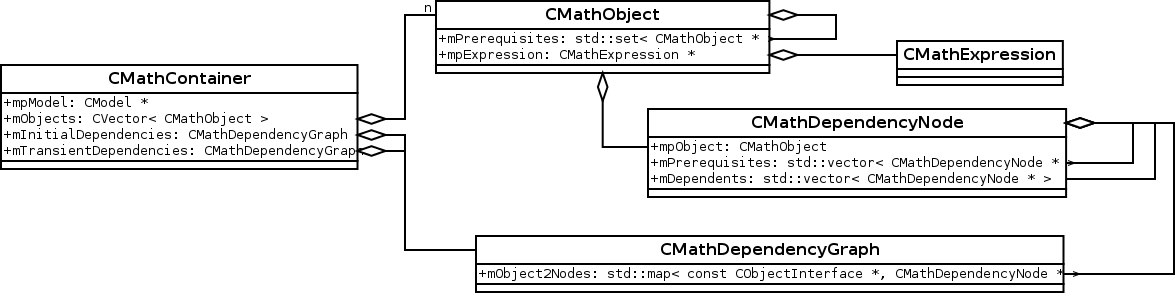 n
CMathObject
+mPrerequisites: std::set< CMathObject * >
+mpExpression: CMathExpression *
CMathExpression
CMathContainer
+mpModel: CModel *
+mObjects: CVector< CMathObject >
+mInitialDependencies: CMathDependencyGraph
+mTransientDependencies: CMathDependencyGrap
CMathDependencyNode
+mpObject: CMathObject
+mPrerequisites: std::vector< CMathDependencyNode * >
+mDependents: std::vector< CMathDependencyNode * >
CMathDependencyGraph
+mObject2Nodes: std::map< const CObjectInterface *, CMathDependencyNode * >